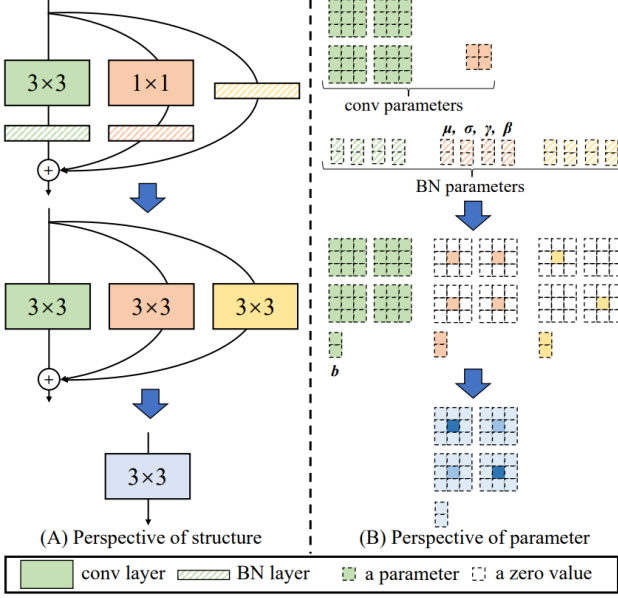 3×3
1×1
+
3×3
3×3
3×3
+
3×3
(A) Perspective of structure
conv parameters
μ, σ, γ, β
BN parameters
b
(B) Perspective of parameter
conv layer
BN layer
a parameter
a zero value